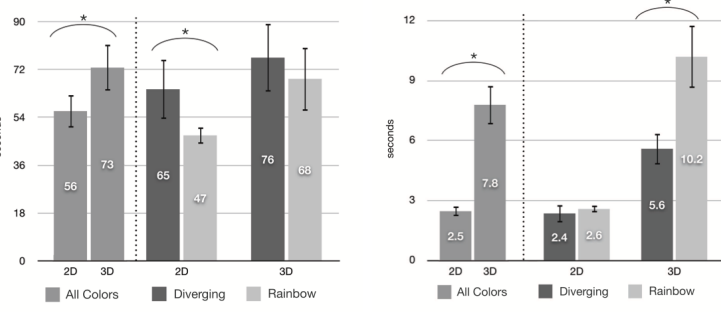 90
72
54
36
18
0
seconds
*
*
56
73
65
47
76
68
2D
3D
2D
3D
All Colors
Diverging
Rainbow
12
9
6
3
0
seconds
*
*
2.5
7.8
2.4
2.6
5.6
10.2
2D
3D
2D
3D
All Colors
Diverging
Rainbow